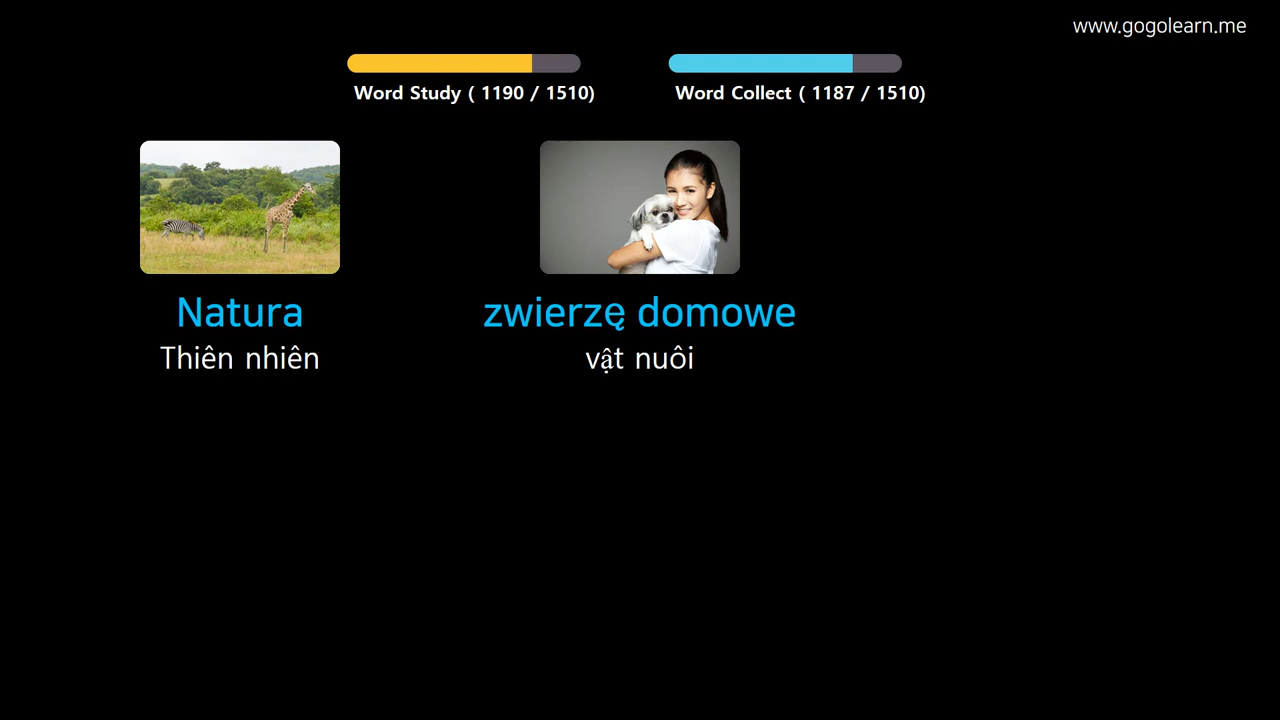 www.gogolearn.me
Word Study ( 1190 / 1510)
Word Collect ( 1187 / 1510)
Natura
Thiên nhiên
zwierzę domowe
vật nuôi